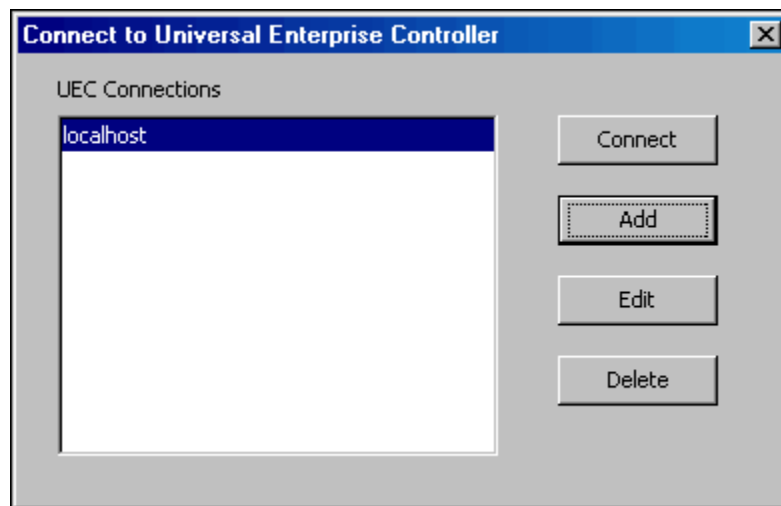 Connect to Universal Enterprise Controller
UEC Connections
localhost
Connect
Add
Edit
Delete